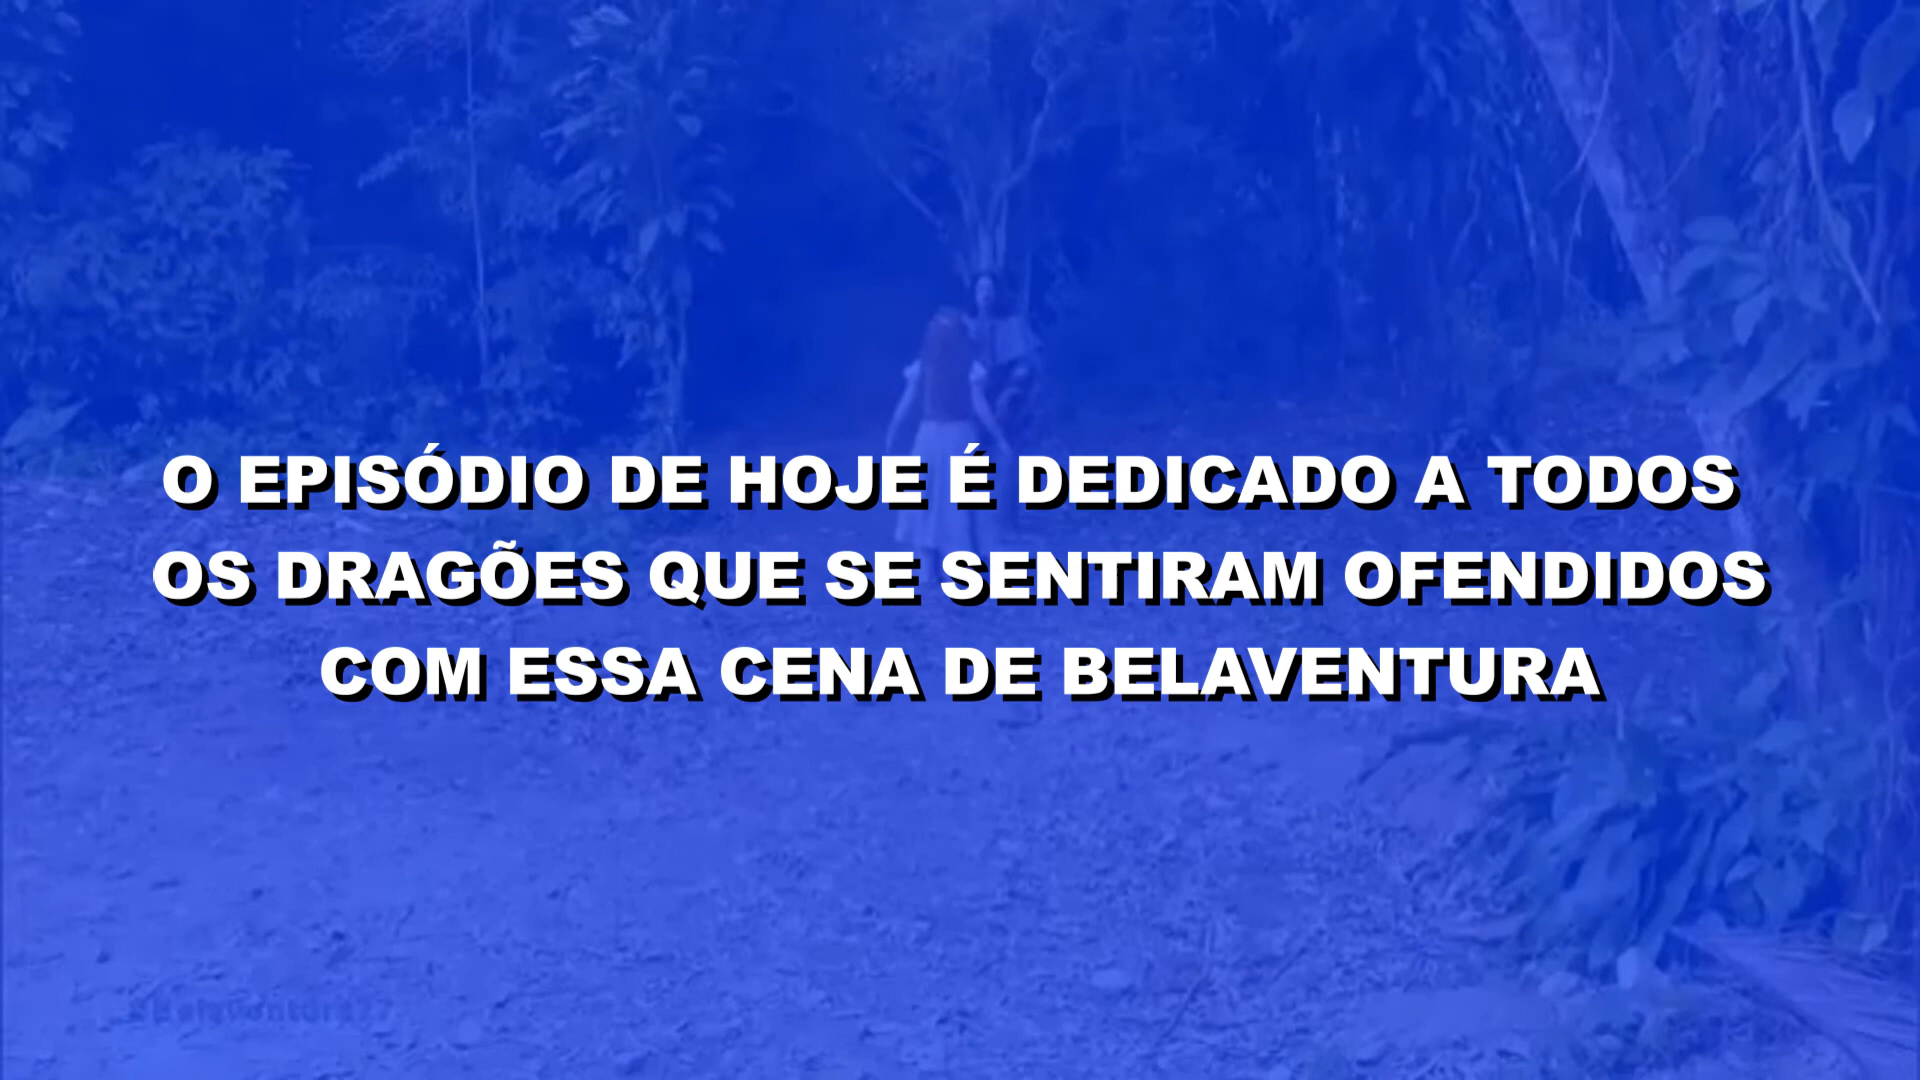 O EPISÓDIO DE HOJE É DEDICADO A TODOS
OS DRAGÕES QUE SE SENTIRAM OFENDIDOS
COM ESSA CENA DE BELAVENTURA